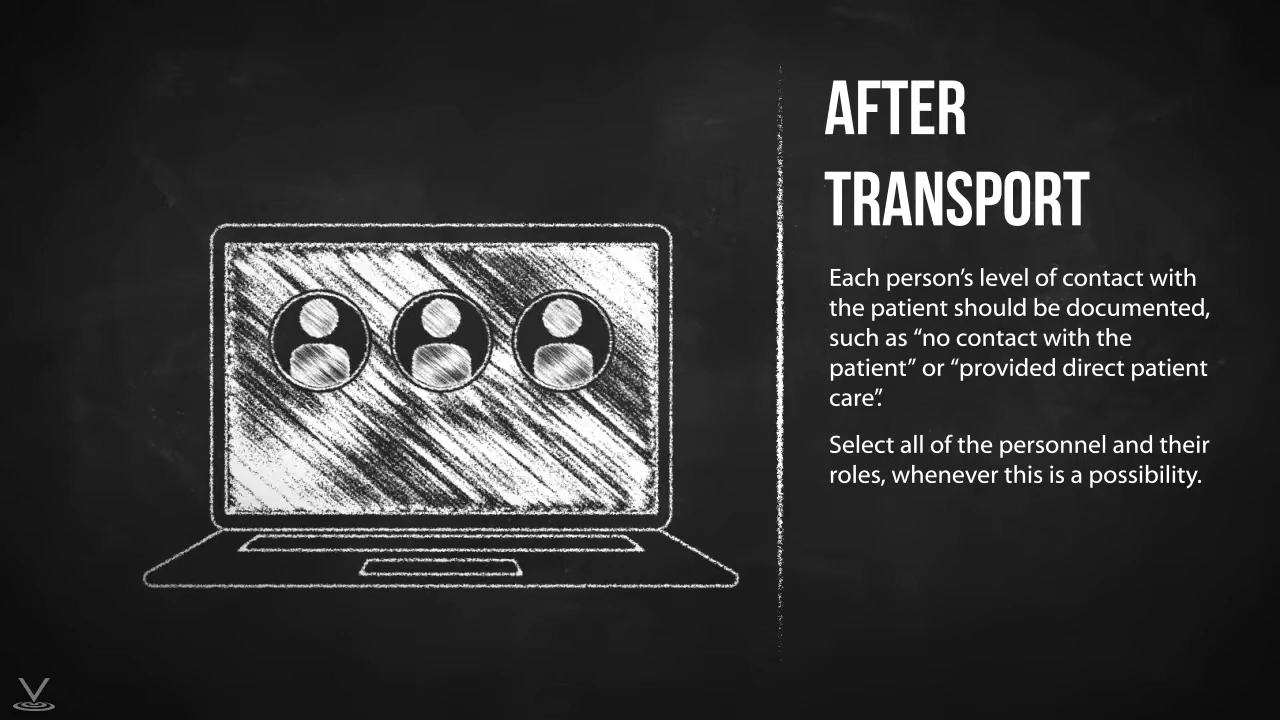 AFTER
TRANSPORT
Each person’s level of contact with
the patient should be documented,
such as “no contact with the
patient” or “provided direct patient
care”.
Select all of the personnel and their
roles, whenever this is a possibility.